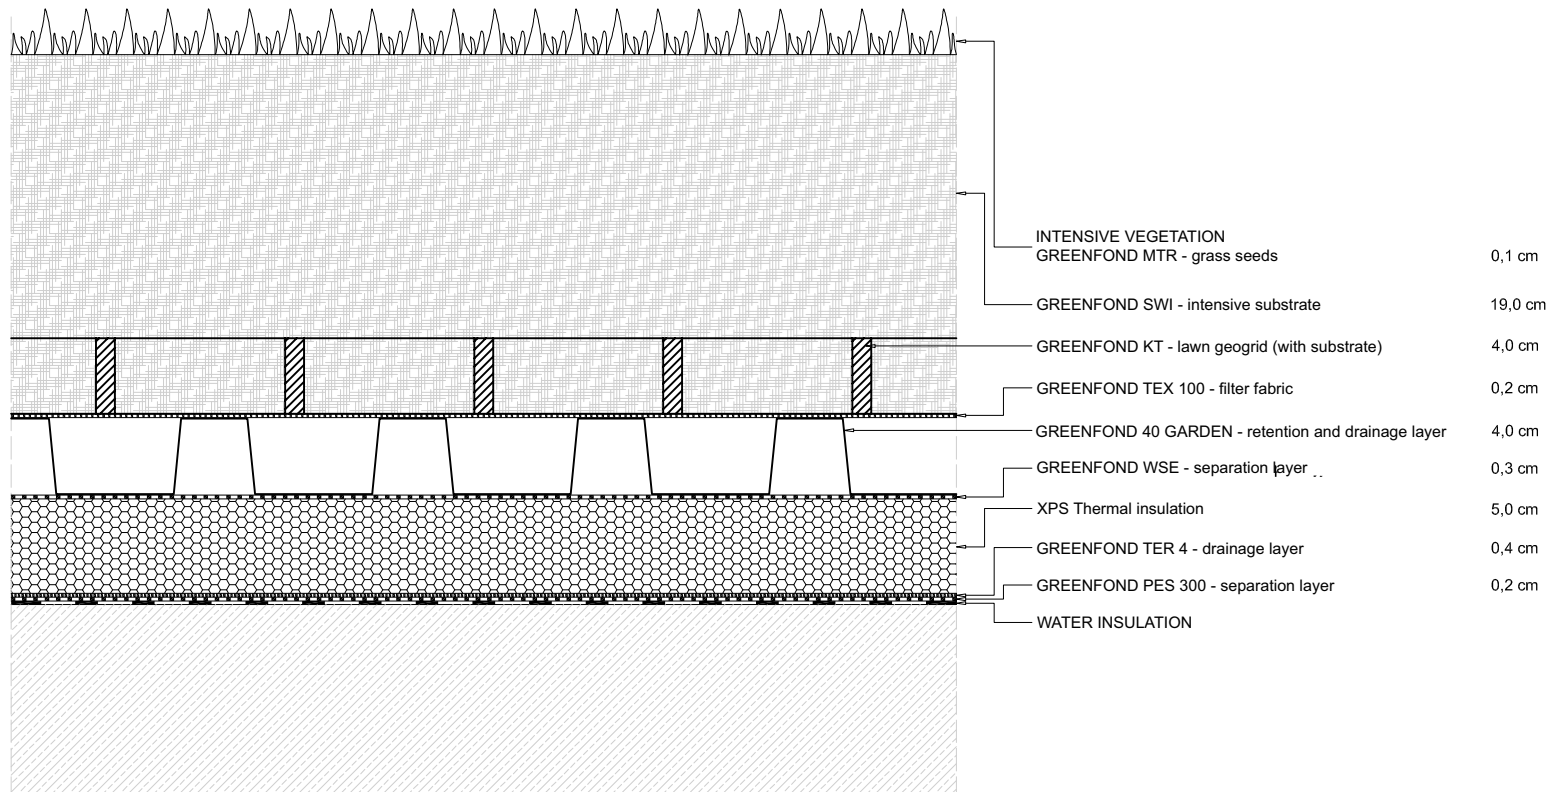 INTENSIVE VEGETATION
GREENFOND MTR - grass seeds 0,1 cm
GREENFOND SWI - intensive substrate 19,0 cm
GREENFOND KT - lawn geogrid (with substrate) 4,0 cm
GREENFOND TEX 100 - filter fabric 0,2 cm
GREENFOND 40 GARDEN - retention and drainage layer 4,0 cm
GREENFOND WSE - separation layer 0,3 cm
XPS Thermal insulation 5,0 cm
GREENFOND TER 4 - drainage layer 0,4 cm
GREENFOND PES 300 - separation layer 0,2 cm
WATER INSULATION